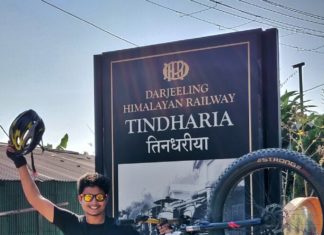 DARJEELING
HIMALAYAN RAILWAY
TINDHARIA
तिनधरीया